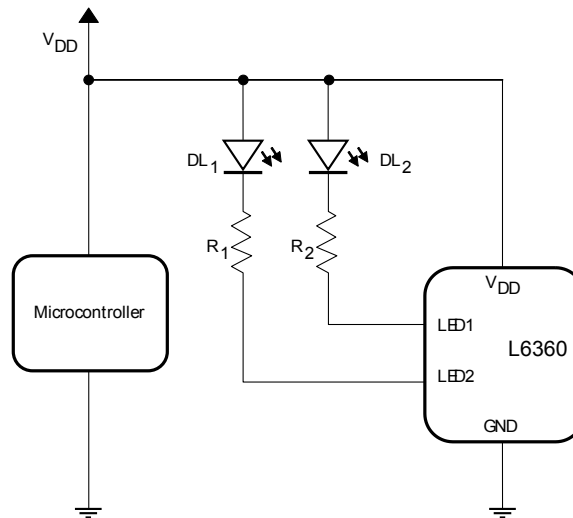 VDD
DL1
DL2
R1
R2
VDD
Microcontroller
LED1
L6360
LED2
GND